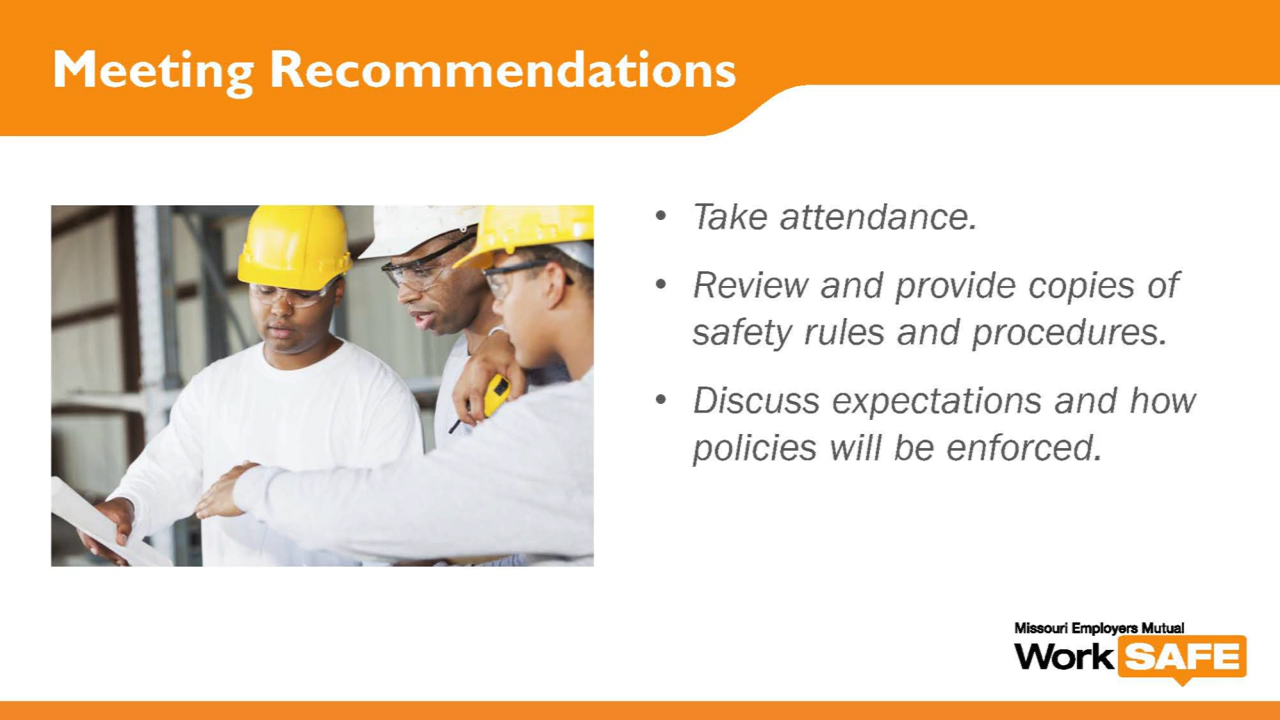 Meeting Recommendations
• Take attendance.
• Review and provide copies of
safety rules and procedures.
• Discuss expectations and how
policies will be enforced.
Missouri Employers Mutual
Work SAFE